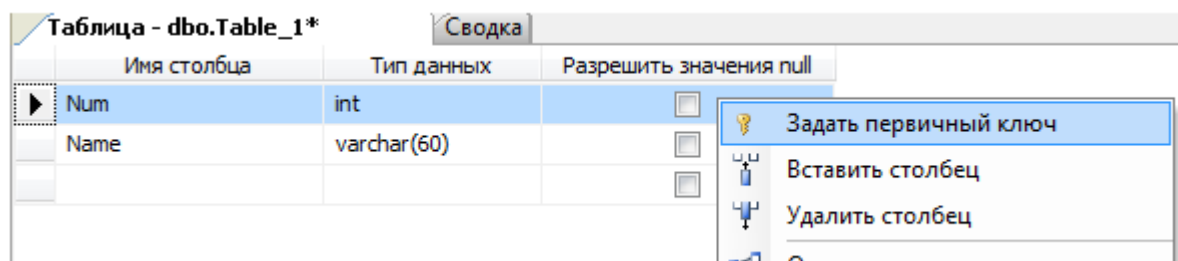 Таблица - dbo.Table_1* Сводка
Имя столбца Тип данных Разрешить значения null
Num int
Name varchar(60)
Задать первичный ключ
Вставить столбец
Удалить столбец